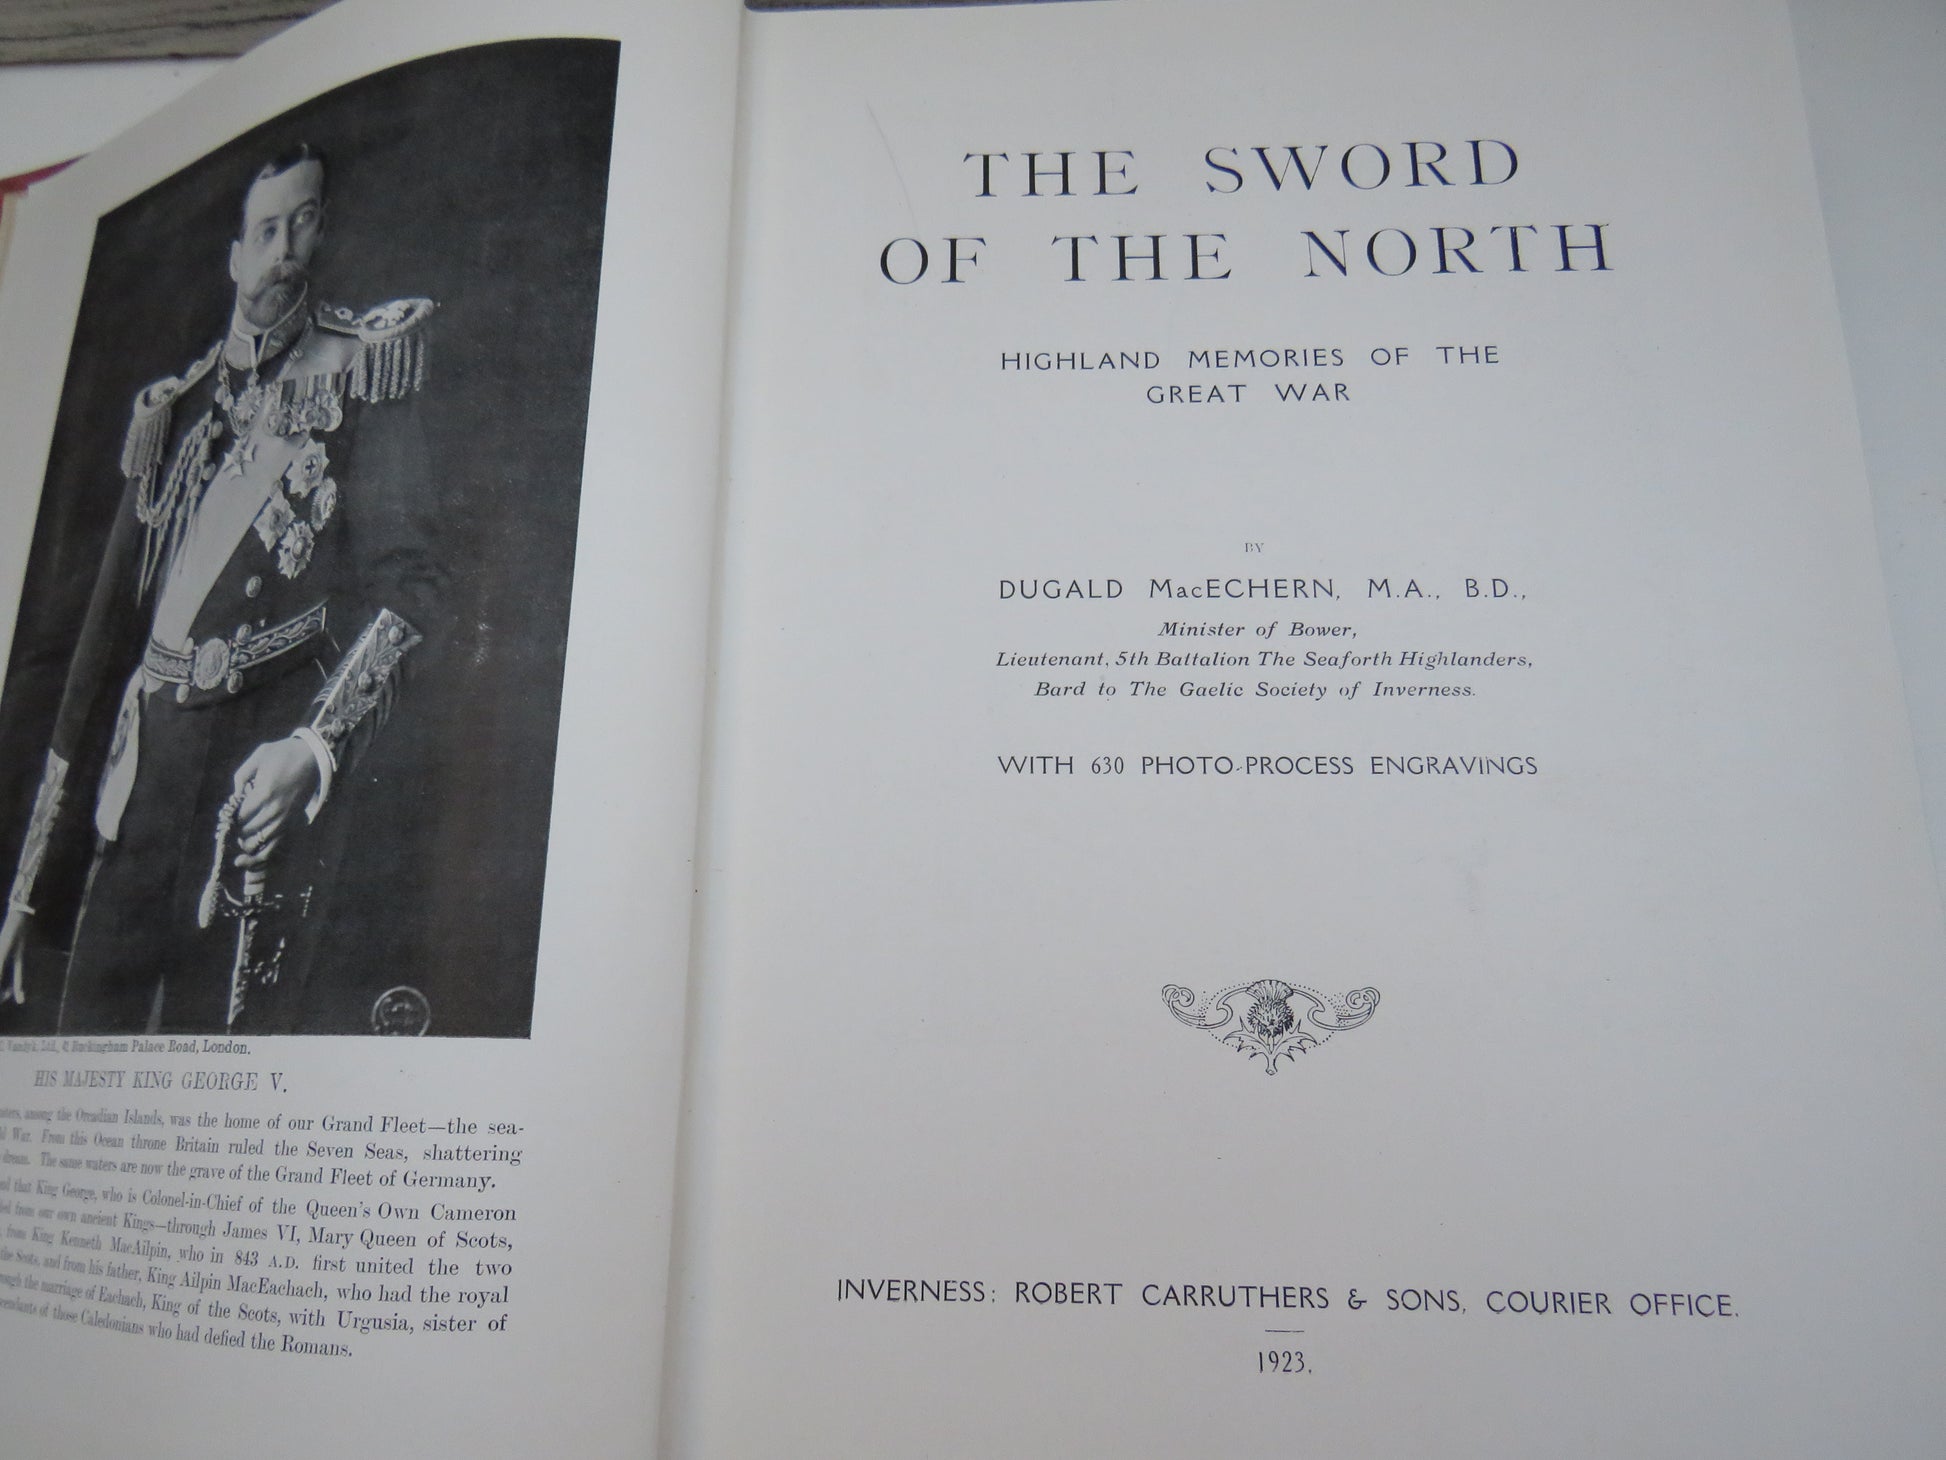 Vandyk, Ltd., 41 Buckingham Palace Road, London.
HIS MAJESTY KING GEORGE V.
among the Orcadian Islands, was the home of our Grand Fleet—the sea-
War. From this Ocean throne Britain ruled the Seven Seas, shattering
dream. The same waters are now the grave of the Grand Fleet of Germany.
that King George, who is Colonel-in-Chief of the Queen's Own Cameron
from our own ancient Kings—through James VI, Mary Queen of Scots,
from King Kenneth MacAilpin, who in 843 A.D. first united the two
the Scots, and from his father, King Ailpin MacEachach, who had the royal
the marriage of Eachach, King of the Scots, with Urgusia, sister of
of those Caledonians who had defied the Romans.
THE SWORD
OF THE NORTH
HIGHLAND MEMORIES OF THE
GREAT WAR
BY
DUGALD MacECHERN, M.A., B.D.,
Minister of Bower,
Lieutenant, 5th Battalion The Seaforth Highlanders,
Bard to The Gaelic Society of Inverness.
WITH 630 PHOTO-PROCESS ENGRAVINGS
INVERNESS: ROBERT CARRUTHERS & SONS, COURIER OFFICE.
1923.